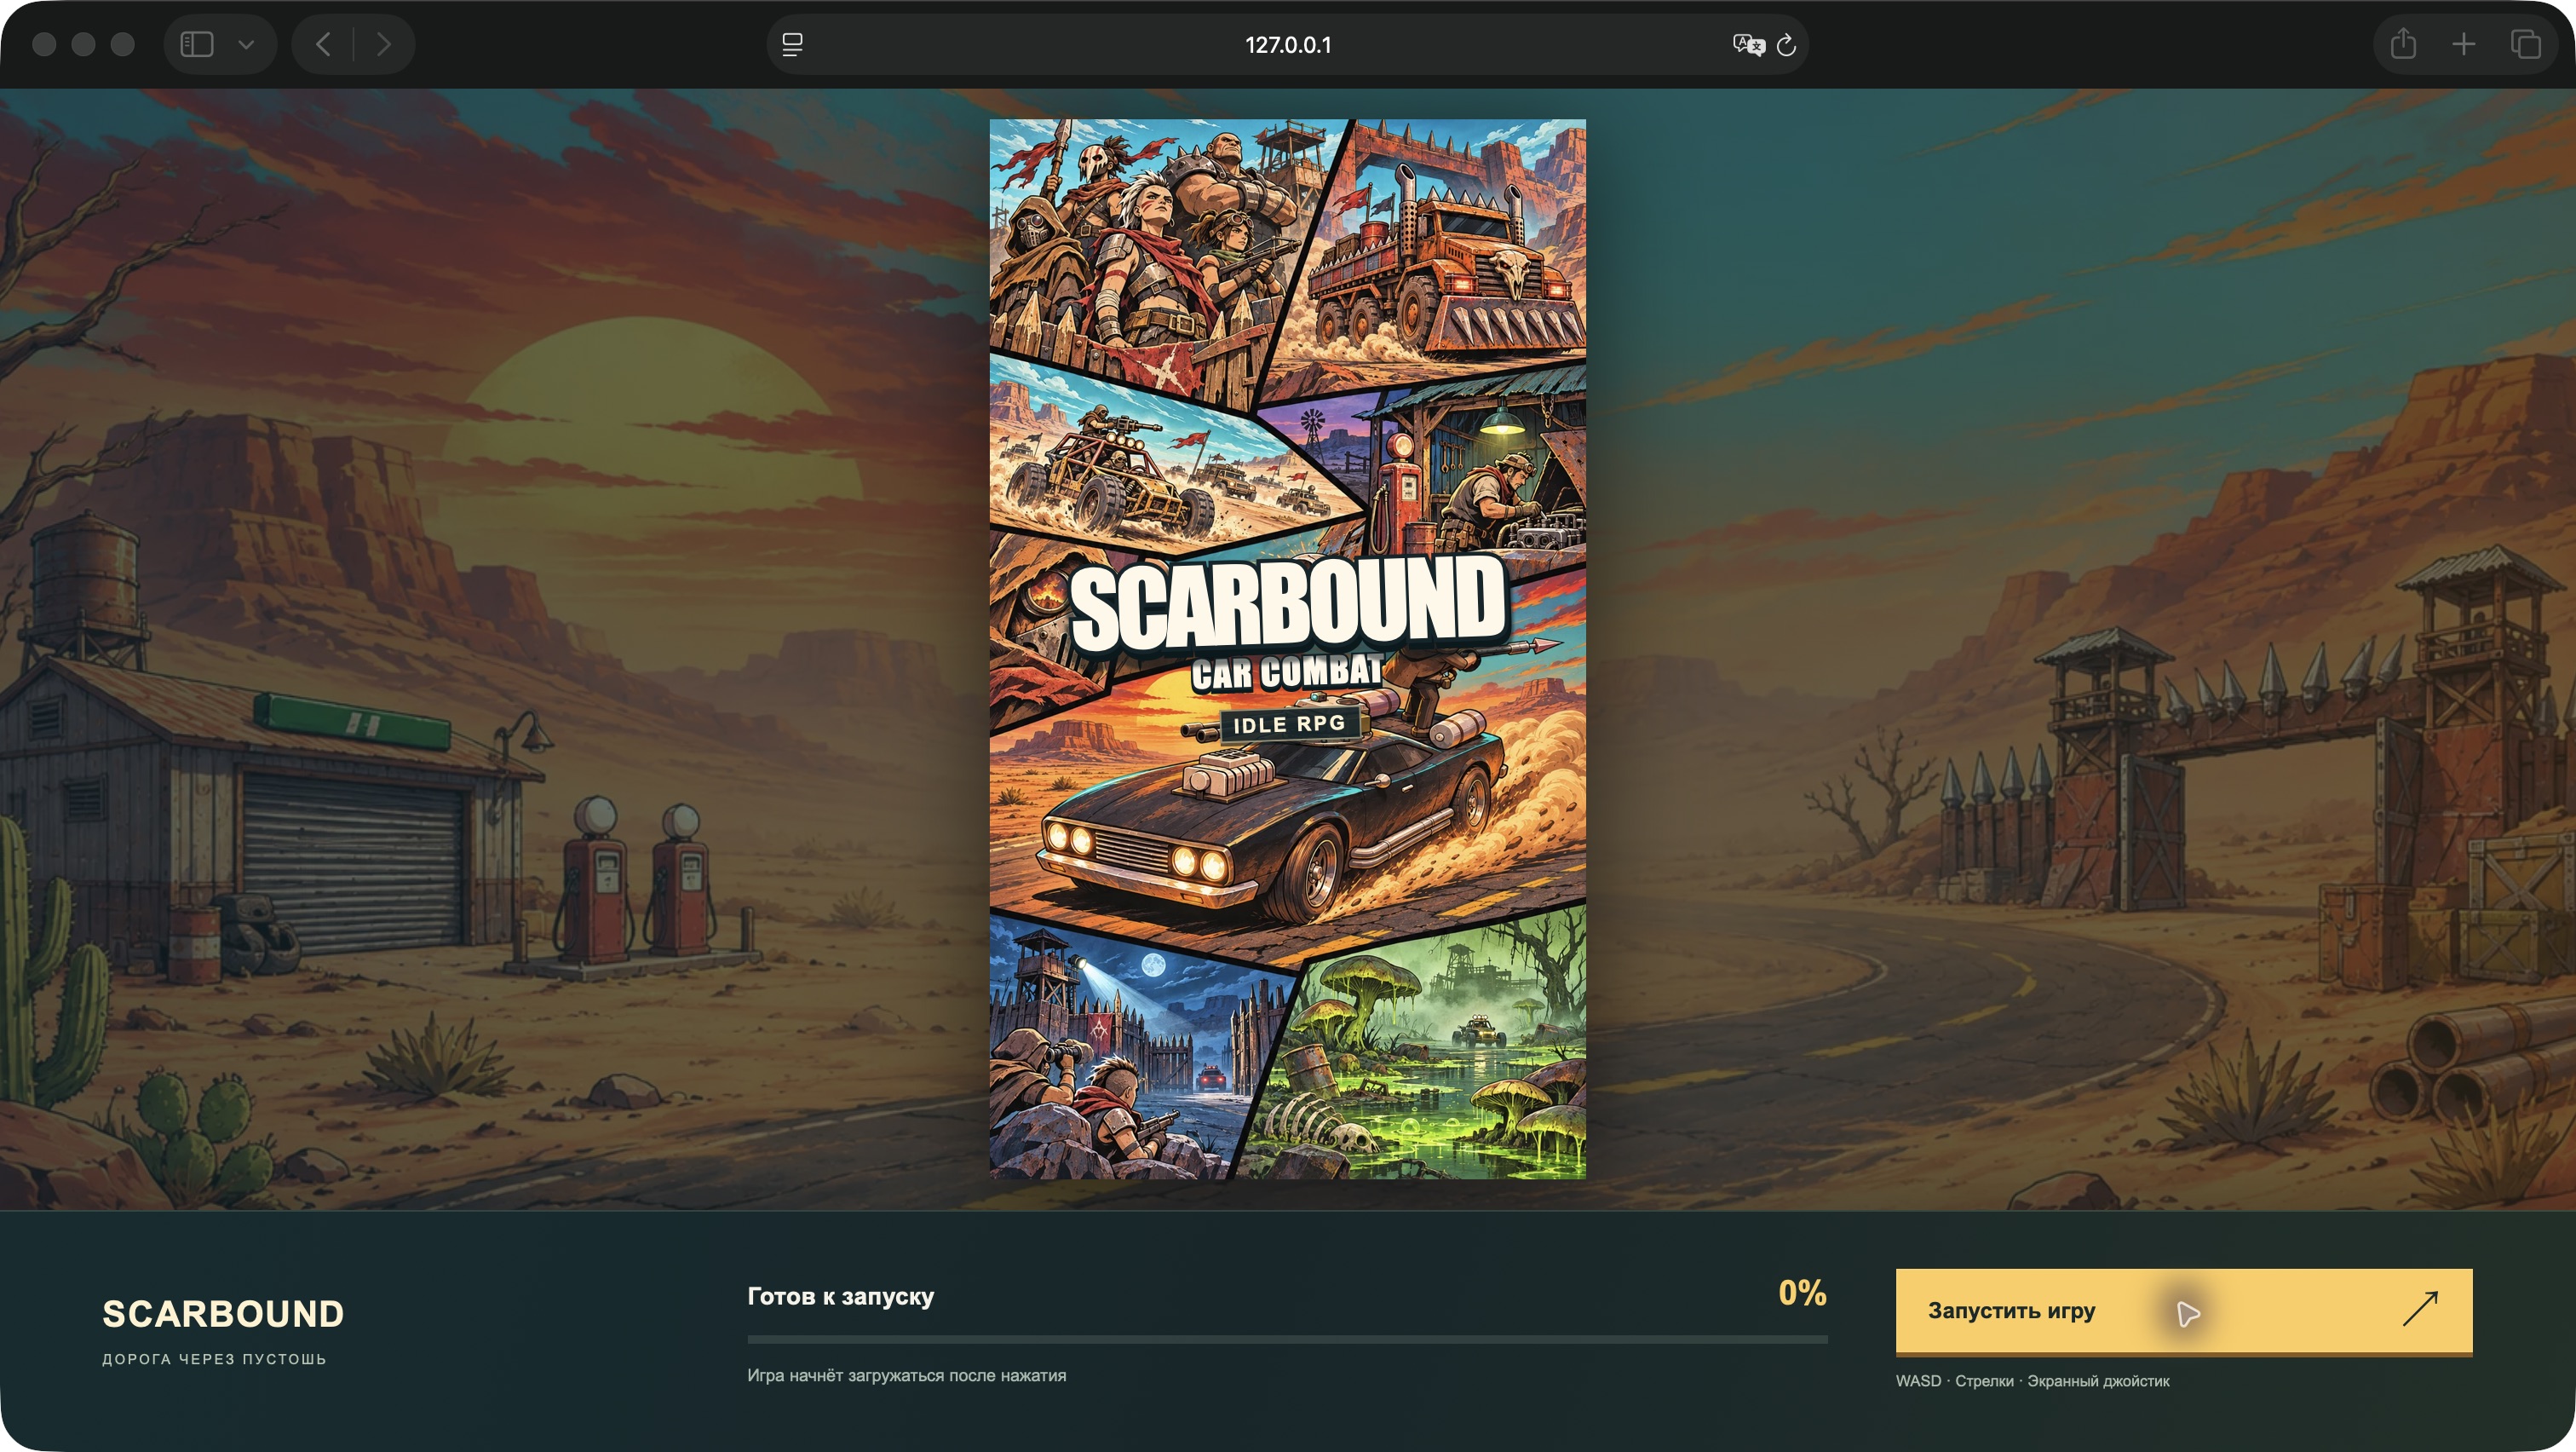 127.0.0.1
SCARBOUND
CAR COMBAT
IDLE RPG
SCARBOUND
ДОРОГА ЧЕРЕЗ ПУСТОШЬ
Готов к запуску
0%
Игра начнёт загружаться после нажатия
Запустить игру
WASD · Стрелки · Экранный джойстик